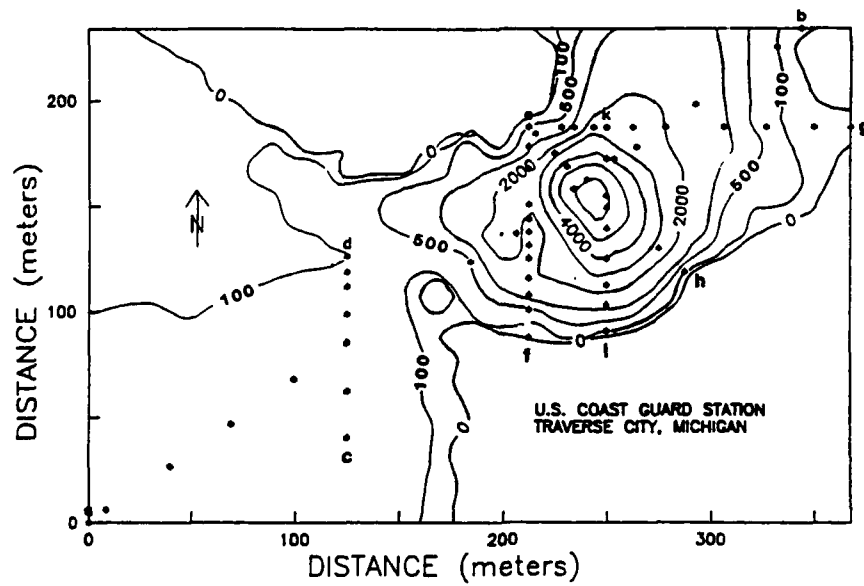 b
0
100
500
100
200
k
g
0
2000
500
2000
4000
0
N
500
d
h
100
100
0
f
l
100
0
U.S. COAST GUARD STATION
TRAVERSE CITY, MICHIGAN
c
0
0
100
200
300
DISTANCE (meters)
DISTANCE (meters)